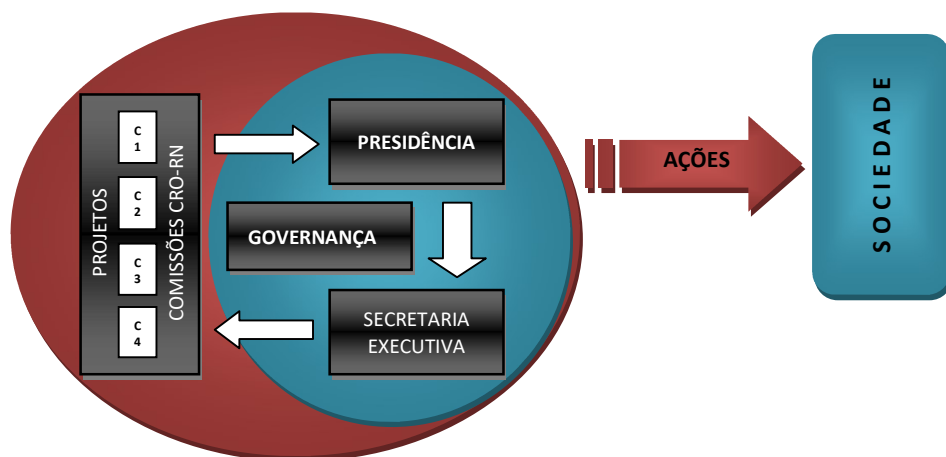 PROJETOS
C
1
C
2
C
3
C
4
COMISSÕES CRO-RN
PRESIDÊNCIA
GOVERNANÇA
SECRETARIA
EXECUTIVA
AÇÕES
SOCIEDADE